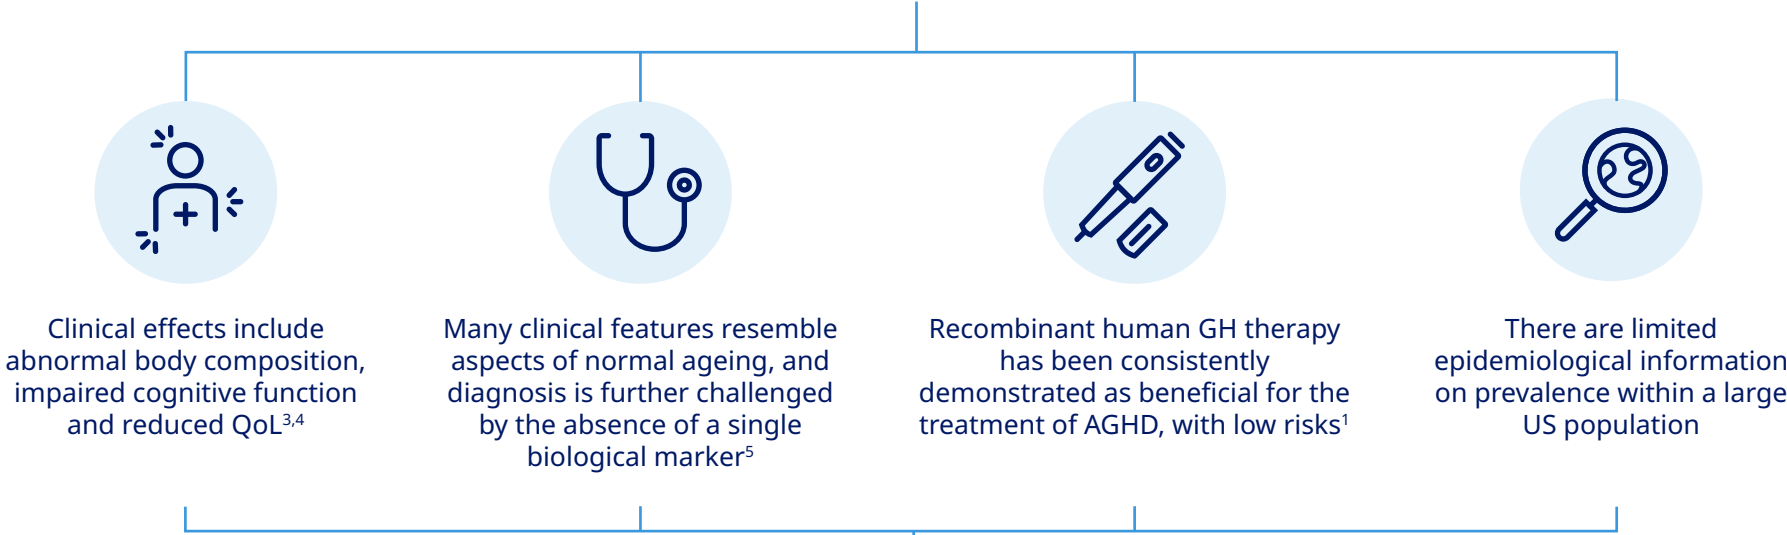 Clinical effects include
abnormal body composition,
impaired cognitive function
and reduced QoL3,4
Many clinical features resemble
aspects of normal ageing, and
diagnosis is further challenged
by the absence of a single
biological marker5
Recombinant human GH therapy
has been consistently
demonstrated as beneficial for the
treatment of AGHD, with low risks1
There are limited
epidemiological information
on prevalence within a large
US population